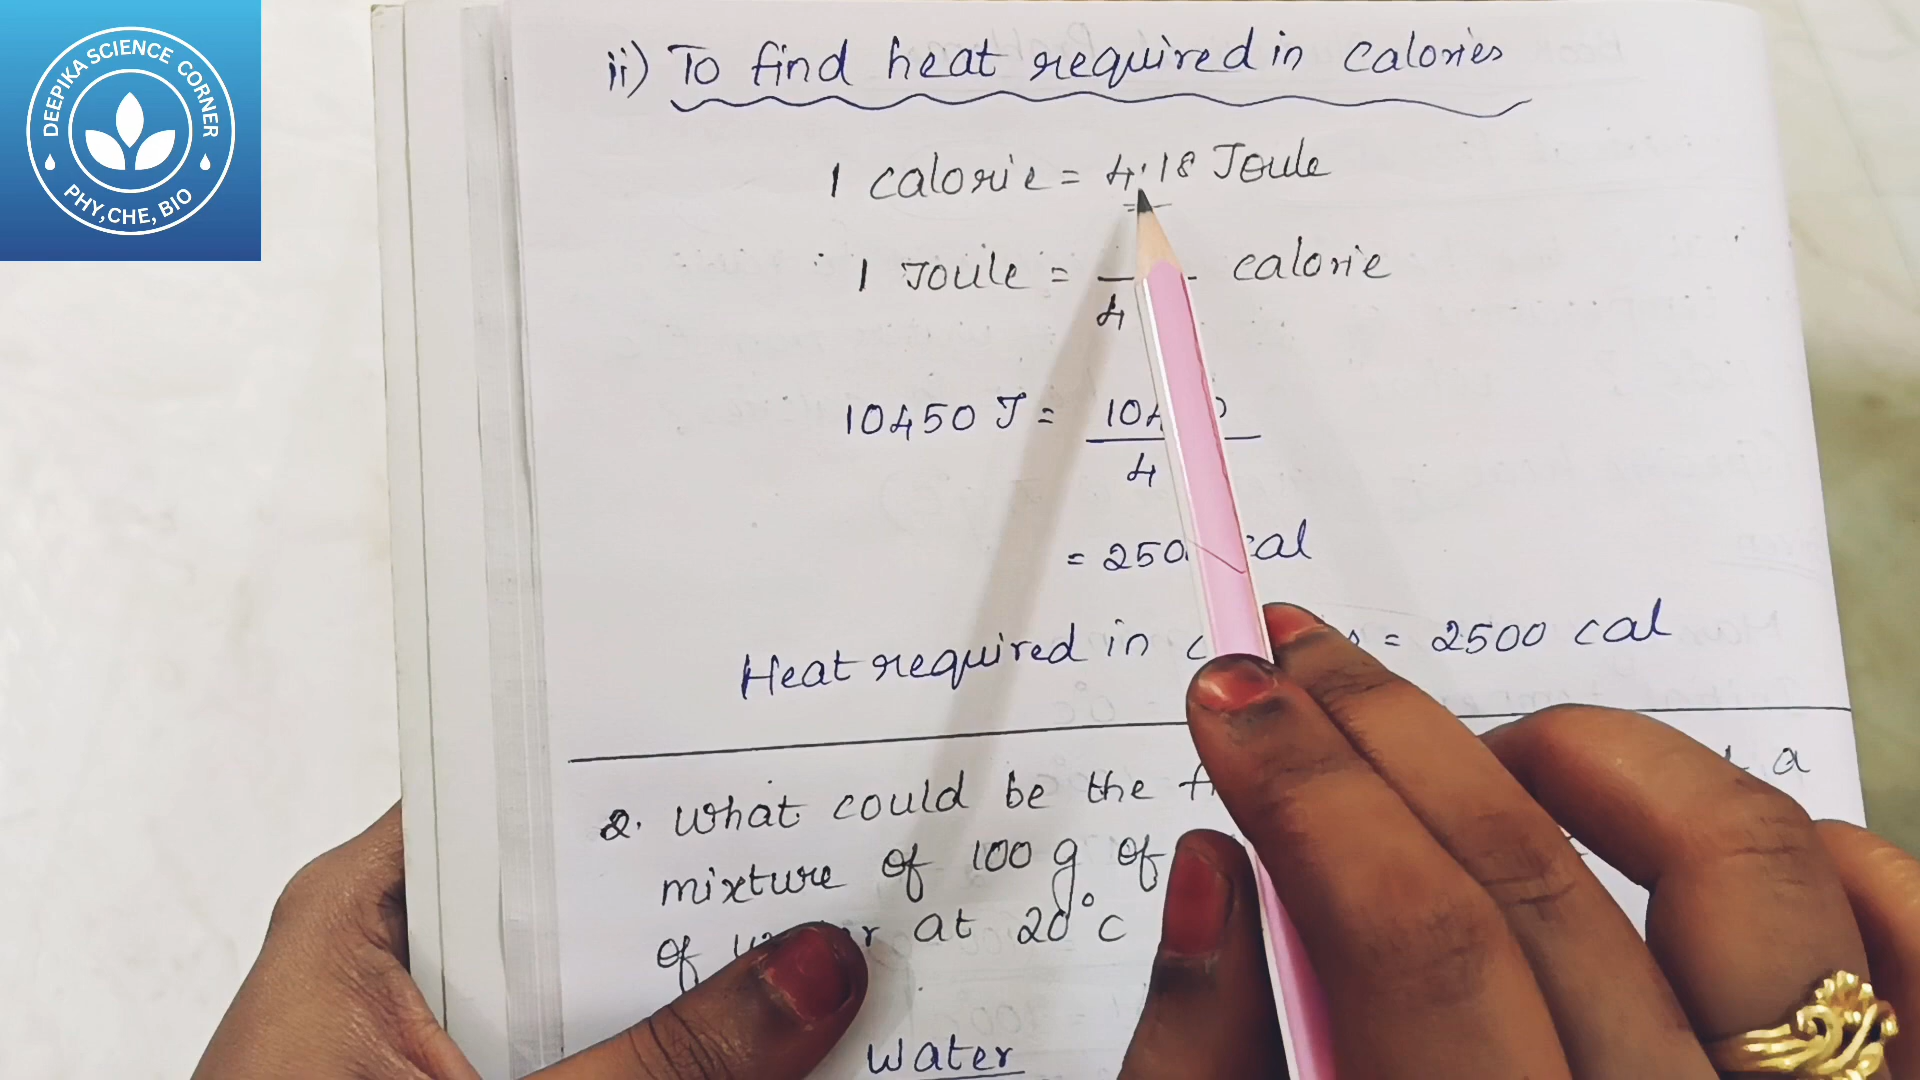 DEEPIKA SCIENCE CORNER
PHY,CHE, BIO
ii) To find heat required in calories
1 calorie = 4.18 Joule
1 Joule = calorie
4
10450 J =
4
= cal
Heat required in = 2500 cal
2. What could be the a
mixture of 100 g of
of at 20°c
Water